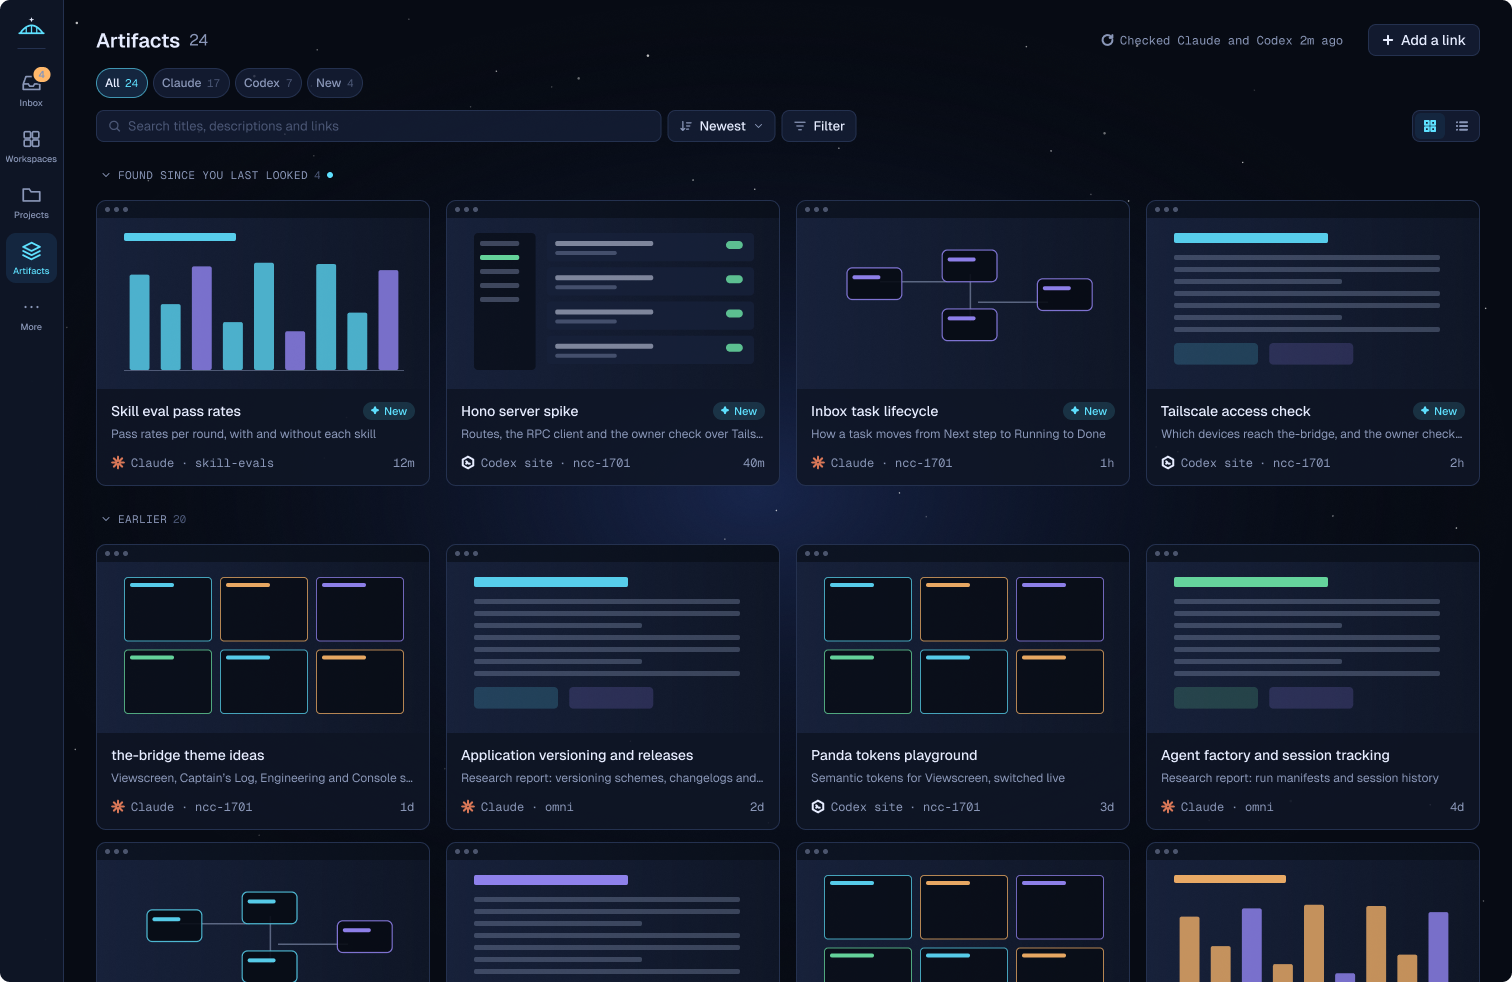 Artifacts 24
Checked Claude and Codex 2m ago
Add a link
All 24
Claude 17
Codex 7
New 4
Search titles, descriptions and links
Newest
Filter
4
Inbox
Workspaces
Projects
Artifacts
More
FOUND SINCE YOU LAST LOOKED 4
Skill eval pass rates
New
Pass rates per round, with and without each skill
Claude · skill-evals
12m
Hono server spike
New
Routes, the RPC client and the owner check over Tails…
Codex site · ncc-1701
40m
Inbox task lifecycle
New
How a task moves from Next step to Running to Done
Claude · ncc-1701
1h
Tailscale access check
New
Which devices reach the-bridge, and the owner check…
Codex site · ncc-1701
2h
EARLIER 20
the-bridge theme ideas
Viewscreen, Captain's Log, Engineering and Console s…
Claude · ncc-1701
1d
Application versioning and releases
Research report: versioning schemes, changelogs and…
Claude · omni
2d
Panda tokens playground
Semantic tokens for Viewscreen, switched live
Codex site · ncc-1701
3d
Agent factory and session tracking
Research report: run manifests and session history
Claude · omni
4d